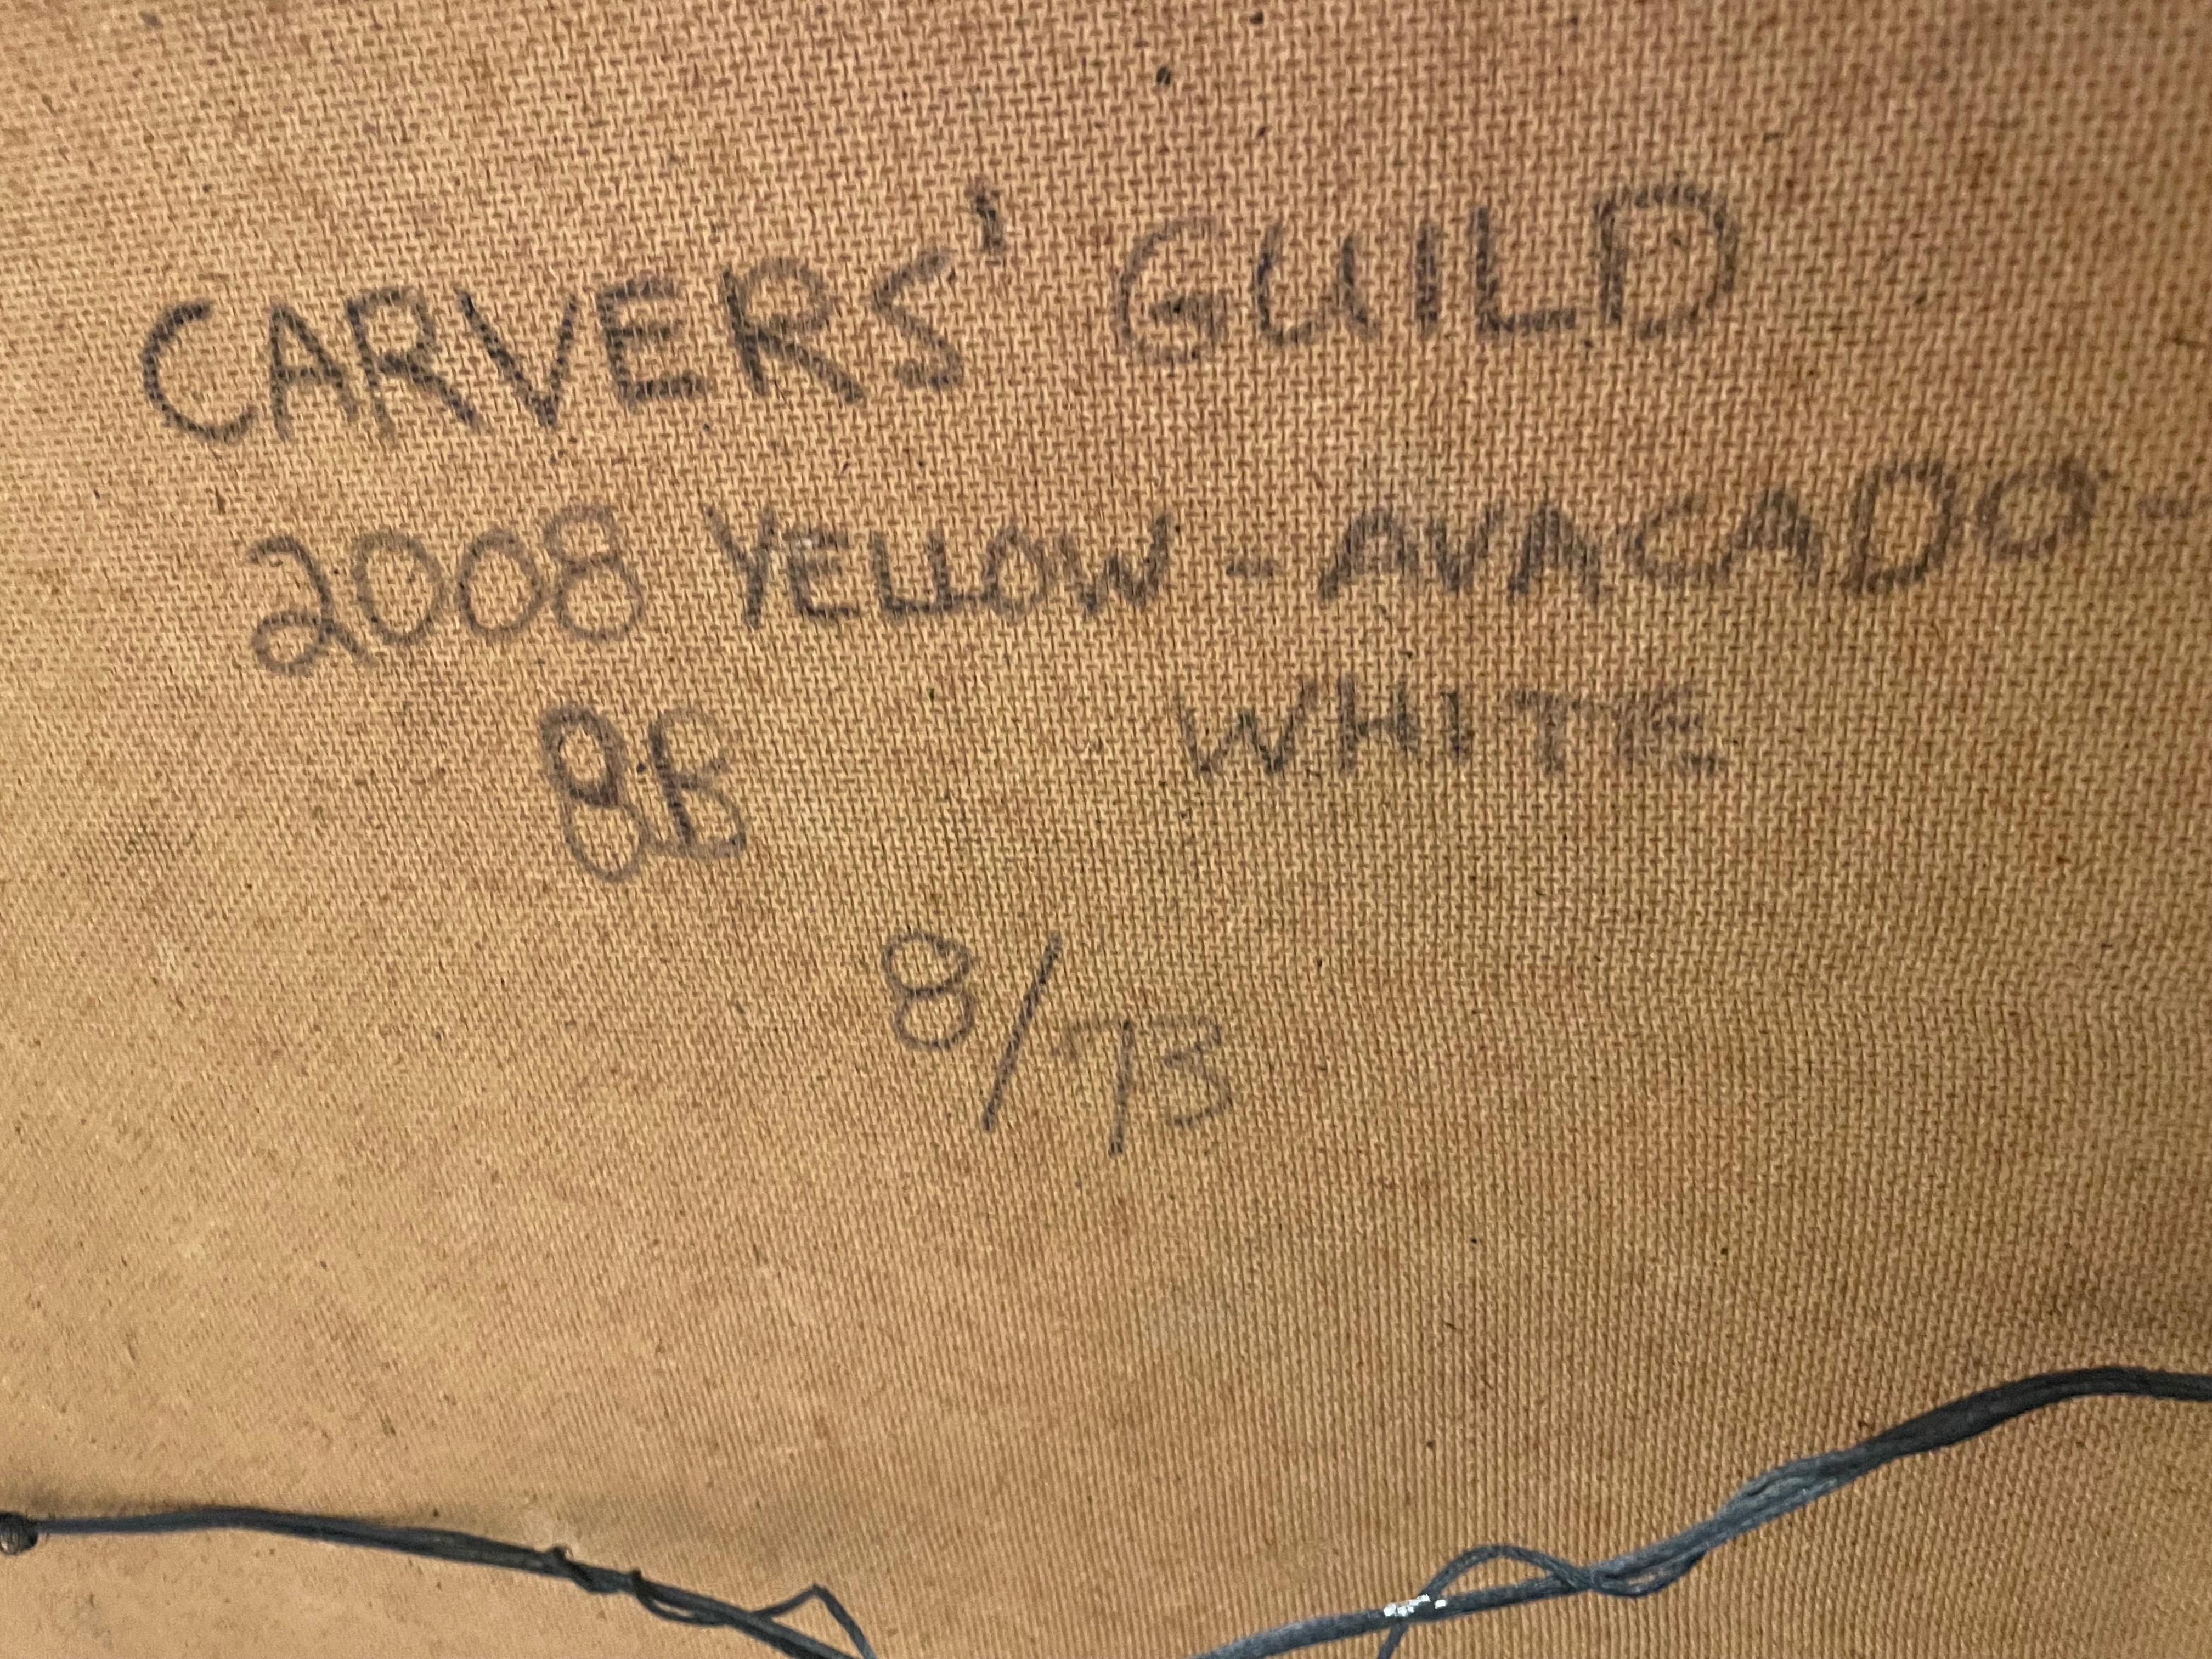 CARVERS' GUILD
2008 YELLOW - AVACADO -
WHITE
8/73